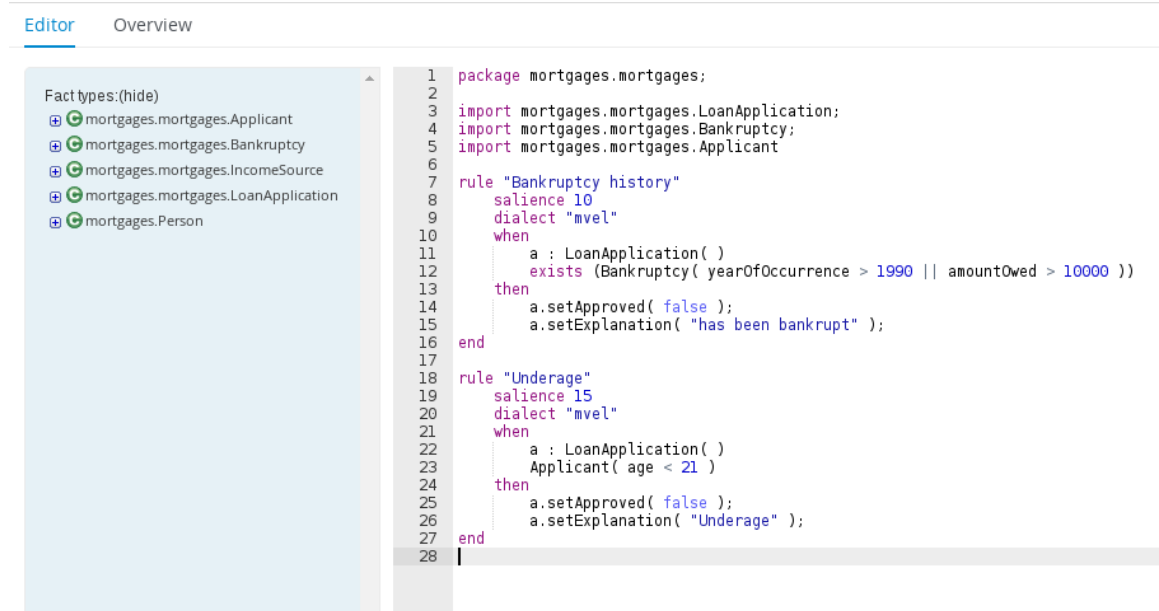 Editor Overview
Fact types:(hide)
mortgages.mortgages.Applicant
mortgages.mortgages.Bankruptcy
mortgages.mortgages.IncomeSource
mortgages.mortgages.LoanApplication
mortgages.Person
1 package mortgages.mortgages;
2
3 import mortgages.mortgages.LoanApplication;
4 import mortgages.mortgages.Bankruptcy;
5 import mortgages.mortgages.Applicant
6
7 rule "Bankruptcy history"
8 salience 10
9 dialect "mvel"
10 when
11 a : LoanApplication( )
12 exists (Bankruptcy( yearOfOccurrence > 1990 || amountOwed > 10000 ))
13 then
14 a.setApproved( false );
15 a.setExplanation( "has been bankrupt" );
16 end
17
18 rule "Underage"
19 salience 15
20 dialect "mvel"
21 when
22 a : LoanApplication( )
23 Applicant( age < 21 )
24 then
25 a.setApproved( false );
26 a.setExplanation( "Underage" );
27 end
28